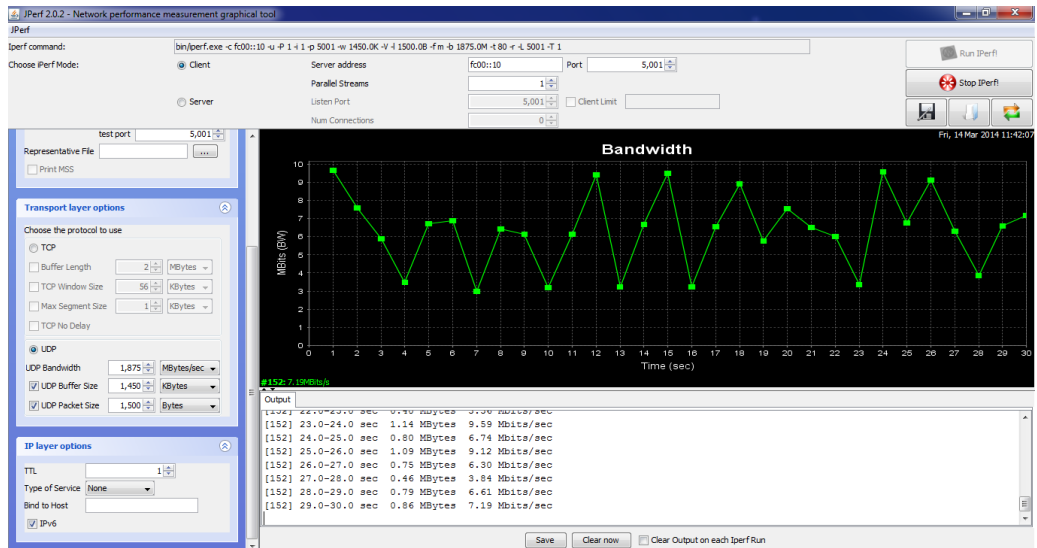 JPerf 2.0.2 - Network performance measurement graphical tool
JPerf
Iperf command:
bin/iperf.exe -c fc00::10 -u -P 1 -i 1 -p 5001 -w 1450.0K -V -l 1500.0B -f m -b 1875.0M -t 80 -r -L 5001 -T 1
Run IPerf!
Choose iPerf Mode:
Client
Server address
fc00::10
Port
5,001
Parallel Streams
1
Stop IPerf!
Server
Listen Port
5,001
Client Limit
Num Connections
0
test port
5,001
Representative File
...
Print MSS
Transport layer options
Choose the protocol to use
TCP
Buffer Length
2
MBytes
TCP Window Size
56
KBytes
Max Segment Size
1
KBytes
TCP No Delay
UDP
UDP Bandwidth
1,875
MBytes/sec
UDP Buffer Size
1,450
KBytes
UDP Packet Size
1,500
Bytes
IP layer options
TTL
1
Type of Service
None
Bind to Host
IPv6
Fri, 14 Mar 2014 11:42:07
Bandwidth
MBits (BW)
10
9
8
7
6
5
4
3
2
1
0
0 1 2 3 4 5 6 7 8 9 10 11 12 13 14 15 16 17 18 19 20 21 22 23 24 25 26 27 28 29 30
Time (sec)
#152: 7.19MBits/s
Output
[152] 22.0-23.0 sec 0.40 MBytes 3.36 Mbits/sec
[152] 23.0-24.0 sec 1.14 MBytes 9.59 Mbits/sec
[152] 24.0-25.0 sec 0.80 MBytes 6.74 Mbits/sec
[152] 25.0-26.0 sec 1.09 MBytes 9.12 Mbits/sec
[152] 26.0-27.0 sec 0.75 MBytes 6.30 Mbits/sec
[152] 27.0-28.0 sec 0.46 MBytes 3.84 Mbits/sec
[152] 28.0-29.0 sec 0.79 MBytes 6.61 Mbits/sec
[152] 29.0-30.0 sec 0.86 MBytes 7.19 Mbits/sec
Save
Clear now
Clear Output on each Iperf Run